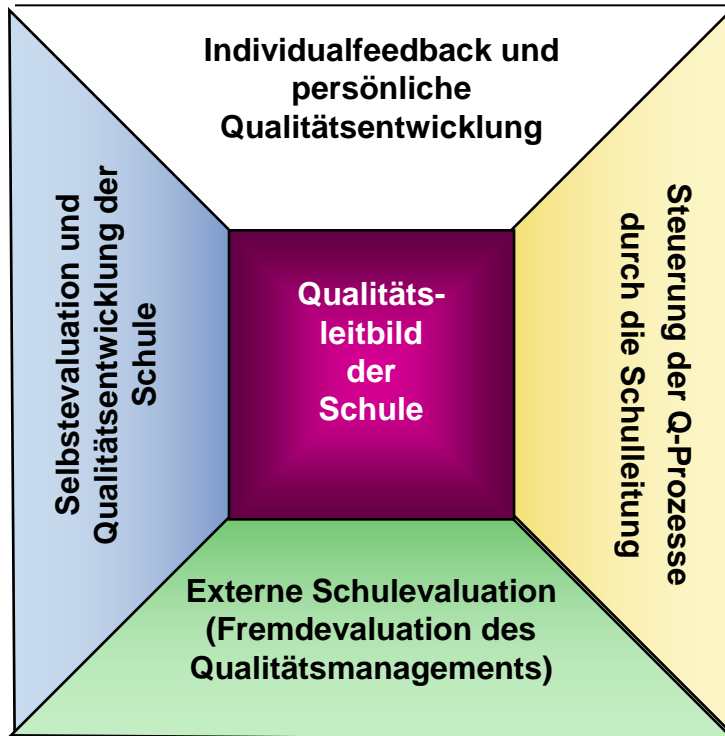 Individualfeedback und
persönliche
Qualitätsentwicklung
Selbstevaluation und
Qualitätsentwicklung der
Schule
Qualitäts-
leitbild
der
Schule
Steuerung der Q-Prozesse
durch die Schulleitung
Externe Schulevaluation
(Fremdevaluation des
Qualitätsmanagements)